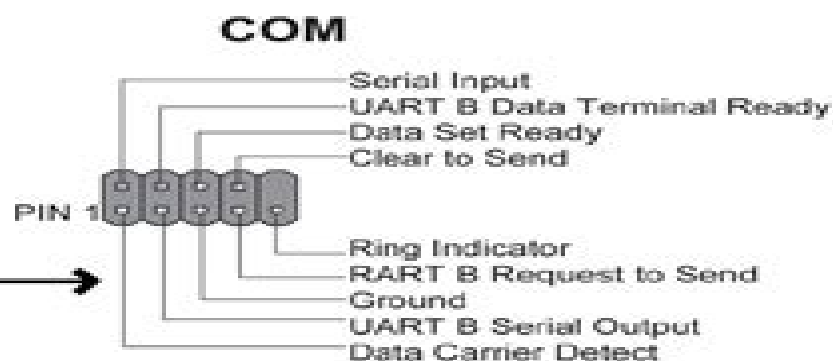 COM
Serial Input
UART B Data Terminal Ready
Data Set Ready
Clear to Send
PIN 1
Ring Indicator
RART B Request to Send
Ground
UART B Serial Output
Data Carrier Detect